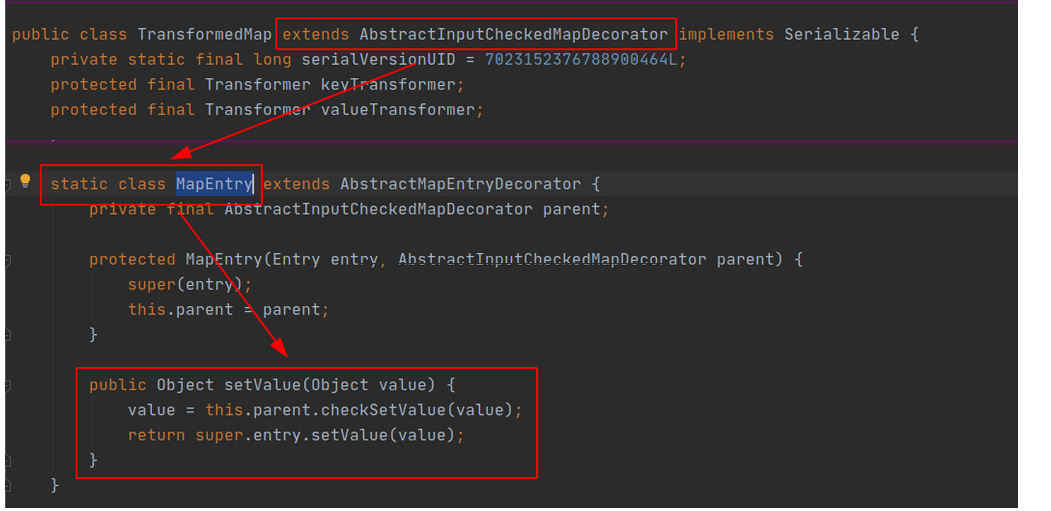 public class TransformedMap extends AbstractInputCheckedMapDecorator implements Serializable {
private static final long serialVersionUID = 7023152376788900464L;
protected final Transformer keyTransformer;
protected final Transformer valueTransformer;
static class MapEntry extends AbstractMapEntryDecorator {
private final AbstractInputCheckedMapDecorator parent;
protected MapEntry(Entry entry, AbstractInputCheckedMapDecorator parent) {
super(entry);
this.parent = parent;
}
public Object setValue(Object value) {
value = this.parent.checkSetValue(value);
return super.entry.setValue(value);
}
}